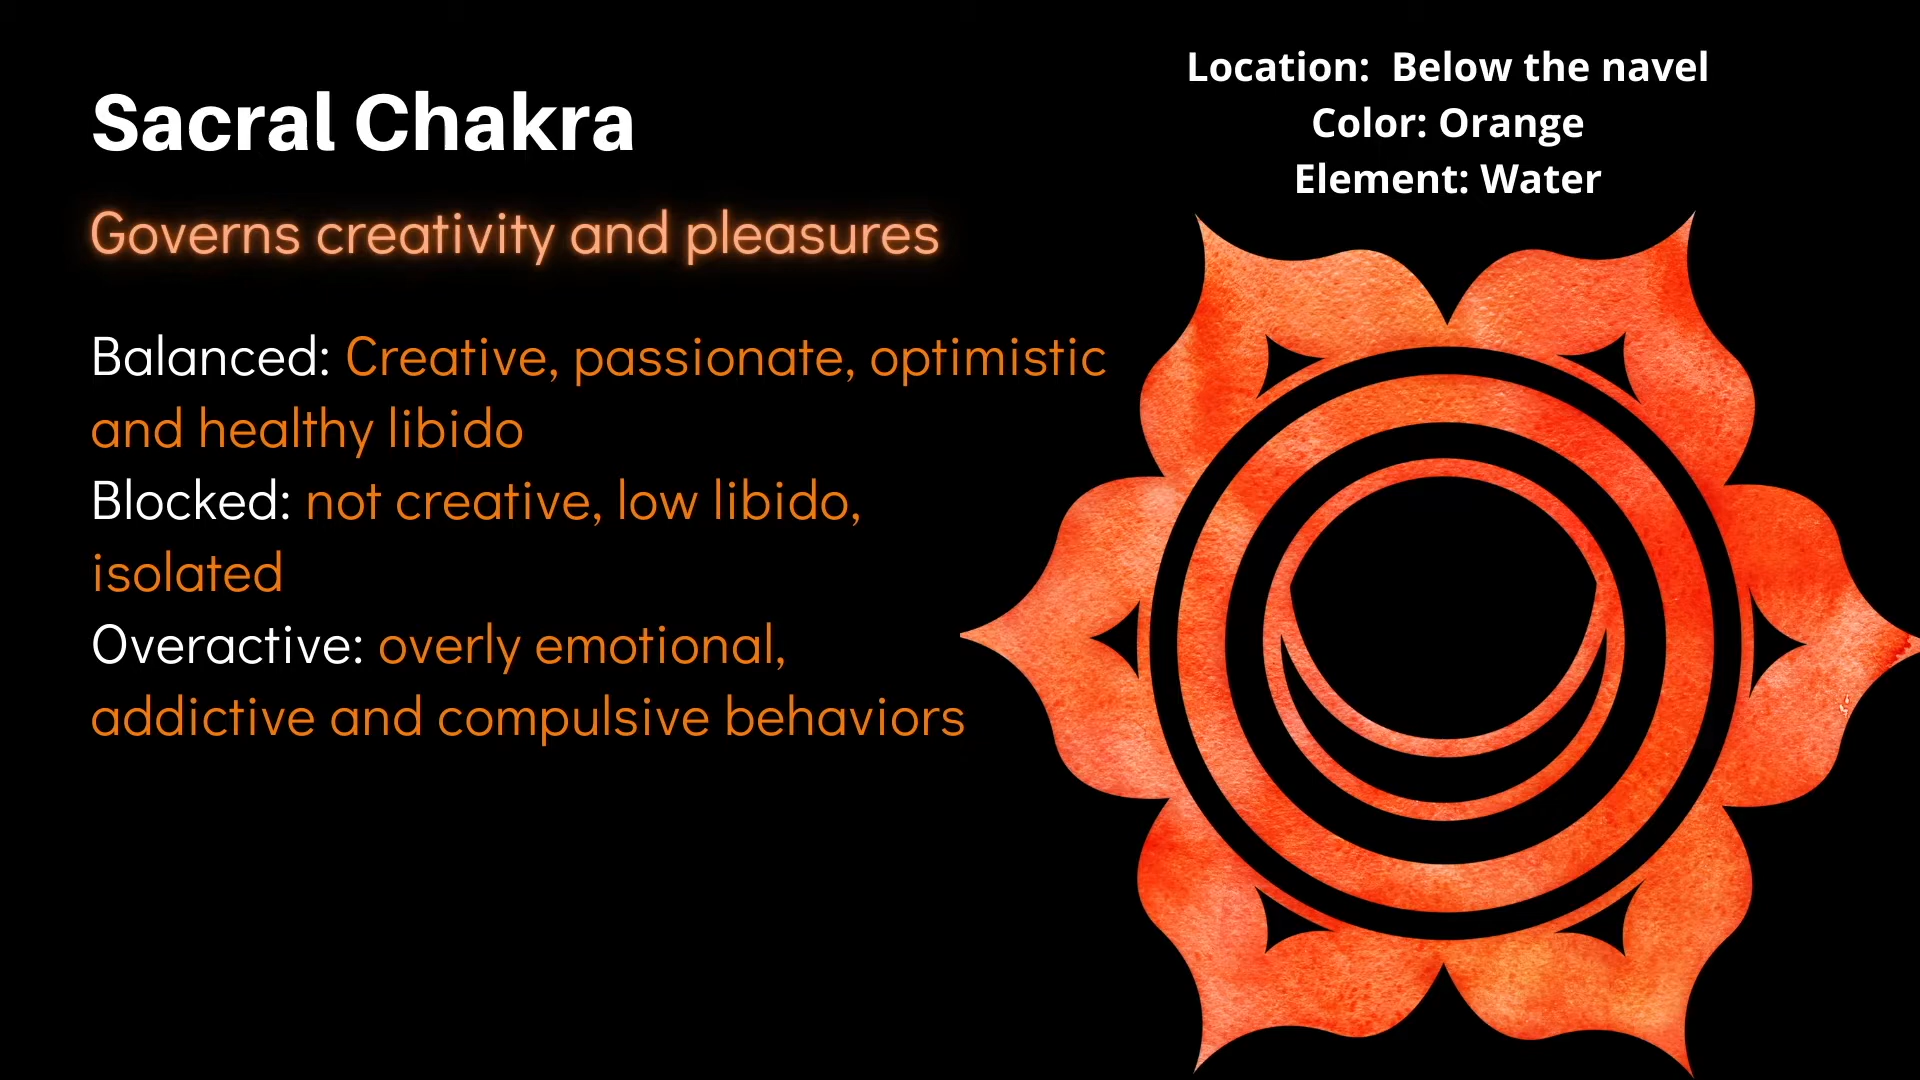 Sacral Chakra
Governs creativity and pleasures
Balanced: Creative, passionate, optimistic
and healthy libido
Blocked: not creative, low libido,
isolated
Overactive: overly emotional,
addictive and compulsive behaviors
Location: Below the navel
Color: Orange
Element: Water